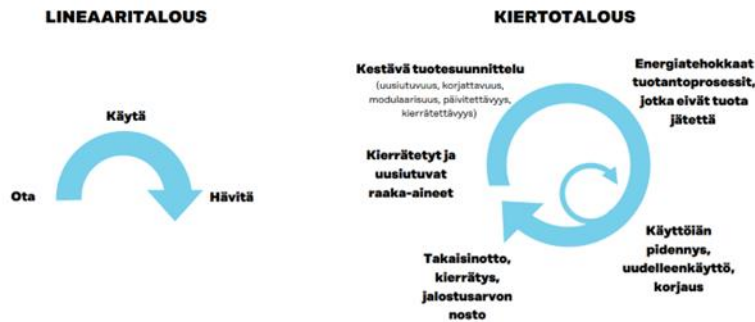 LINEAARITALOUS
Käytä
Ota
Hävitä
KIERTOTALOUS
Kestävä tuotesuunnittelu
(uusiutuvuus, korjattavuus,
modulaarisuus, päivitettävyys,
kierrätettävyys)
Energiatehokkaat
tuotantoprosessit,
jotka eivät tuota
jätettä
Kierrätetyt ja
uusiutuvat
raaka-aineet
Käyttöiän
pidennys,
uudelleenkäyttö,
korjaus
Takaisinotto,
kierrätys,
jalostusarvon
nosto